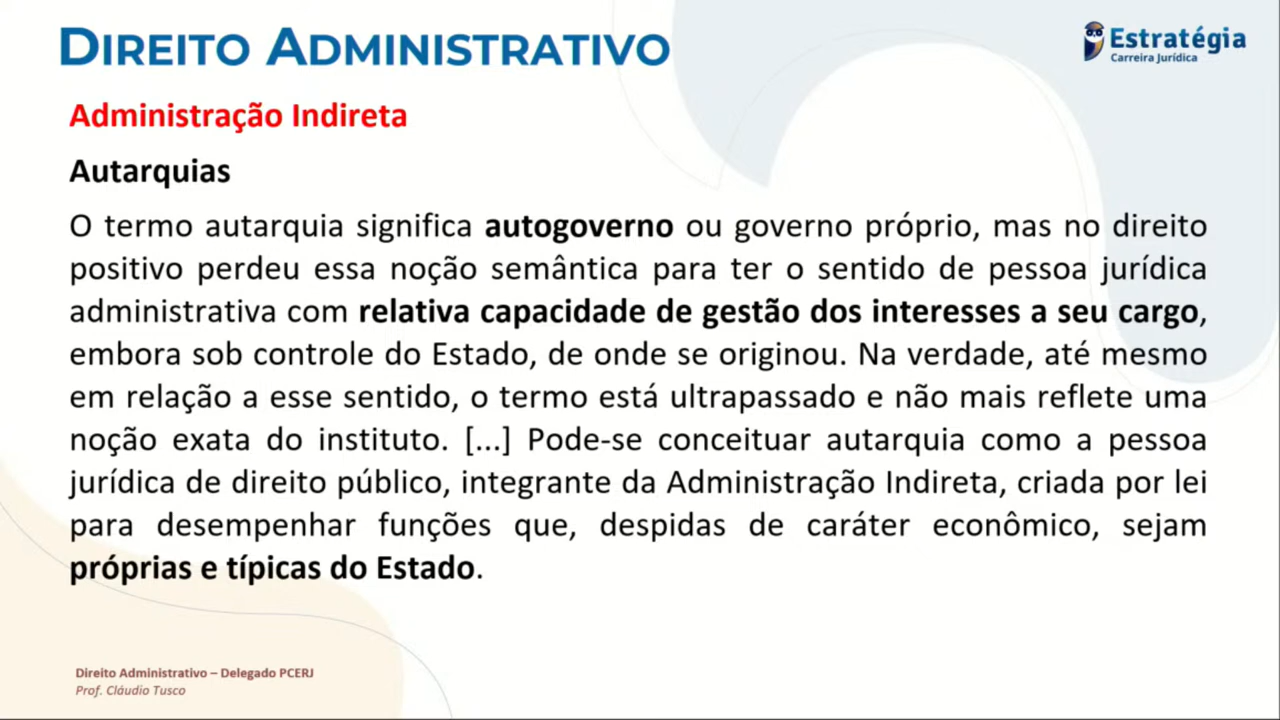 DIREITO ADMINISTRATIVO
Estratégia
Carreira Jurídica
Administração Indireta
Autarquias
O termo autarquia significa autogoverno ou governo próprio, mas no direito
positivo perdeu essa noção semântica para ter o sentido de pessoa jurídica
administrativa com relativa capacidade de gestão dos interesses a seu cargo,
embora sob controle do Estado, de onde se originou. Na verdade, até mesmo
em relação a esse sentido, o termo está ultrapassado e não mais reflete uma
noção exata do instituto. [...] Pode-se conceituar autarquia como a pessoa
jurídica de direito público, integrante da Administração Indireta, criada por lei
para desempenhar funções que, despidas de caráter econômico, sejam
próprias e típicas do Estado.
Direito Administrativo – Delegado PCERJ
Prof. Cláudio Tusco